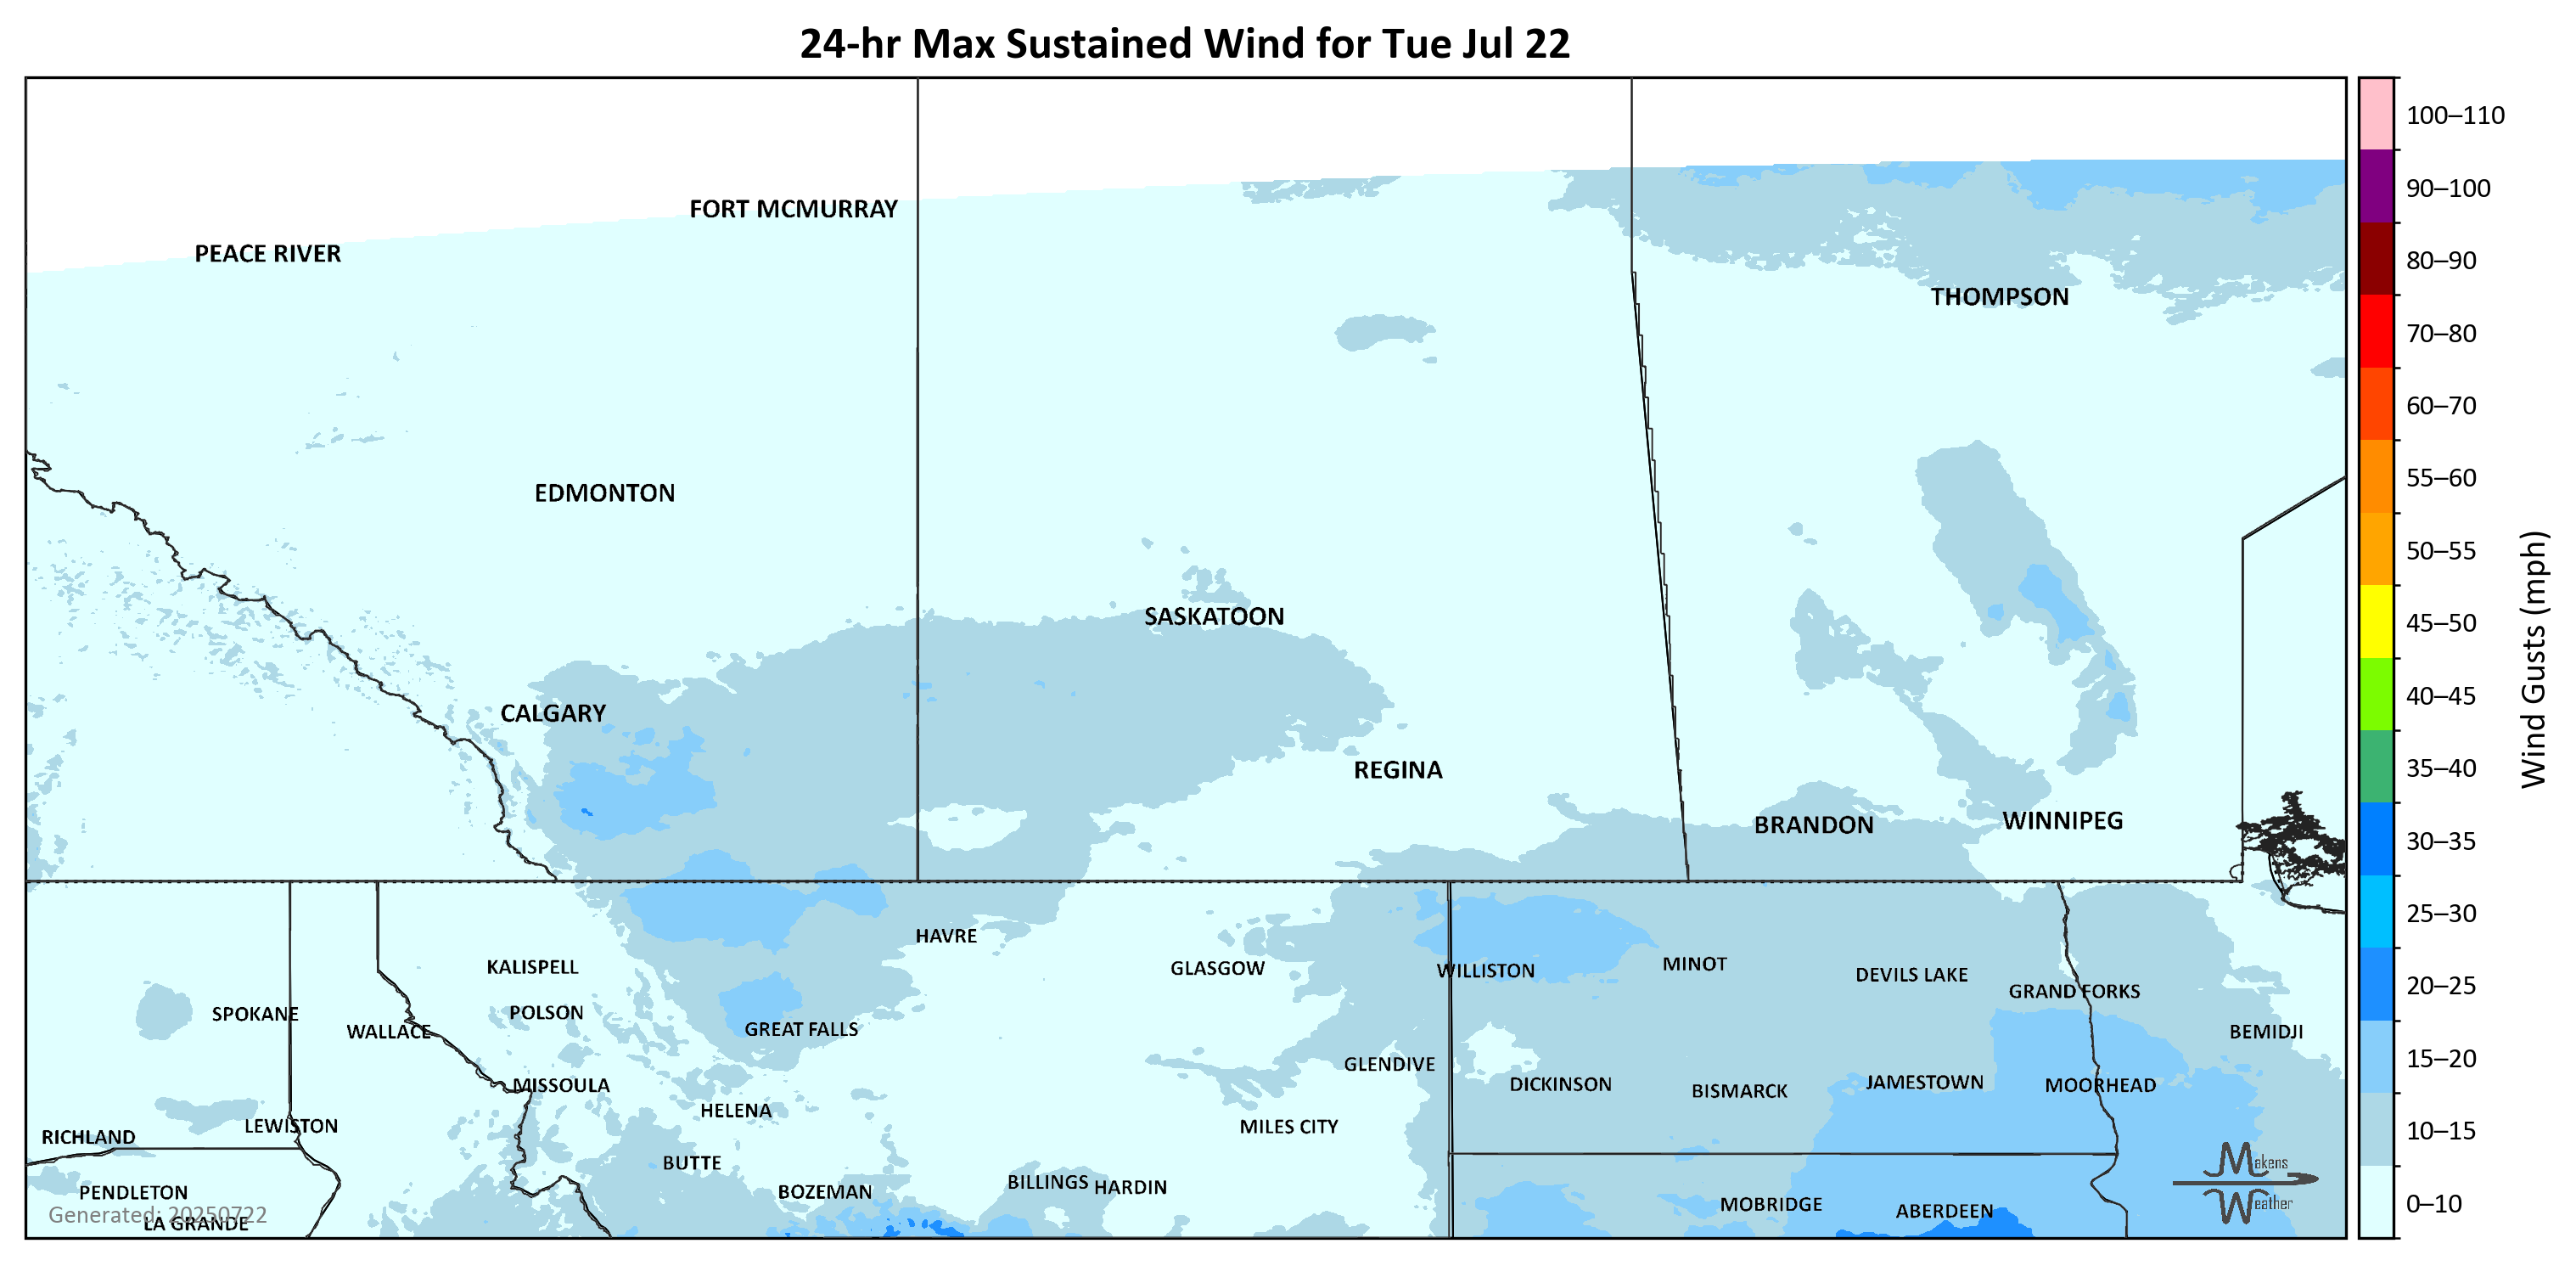 24-hr Max Sustained Wind for Tue Jul 22
100–110
90–100
80–90
70–80
60–70
55–60
50–55
45–50
40–45
35–40
30–35
25–30
20–25
15–20
10–15
0–10
Wind Gusts (mph)
FORT MCMURRAY
PEACE RIVER
THOMPSON
EDMONTON
SASKATOON
CALGARY
REGINA
BRANDON
WINNIPEG
HAVRE
KALISPELL
GLASGOW
WILLISTON
MINOT
DEVILS LAKE
GRAND FORKS
SPOKANE
POLSON
WALLACE
GREAT FALLS
BEMIDJI
GLENDIVE
MISSOULA
DICKINSON
BISMARCK
JAMESTOWN
MOORHEAD
HELENA
LEWISTON
MILES CITY
RICHLAND
BUTTE
BILLINGS
HARDIN
PENDLETON
BOZEMAN
MOBRIDGE
ABERDEEN
Generated: 20250722
LA GRANDE
Makens
Weather